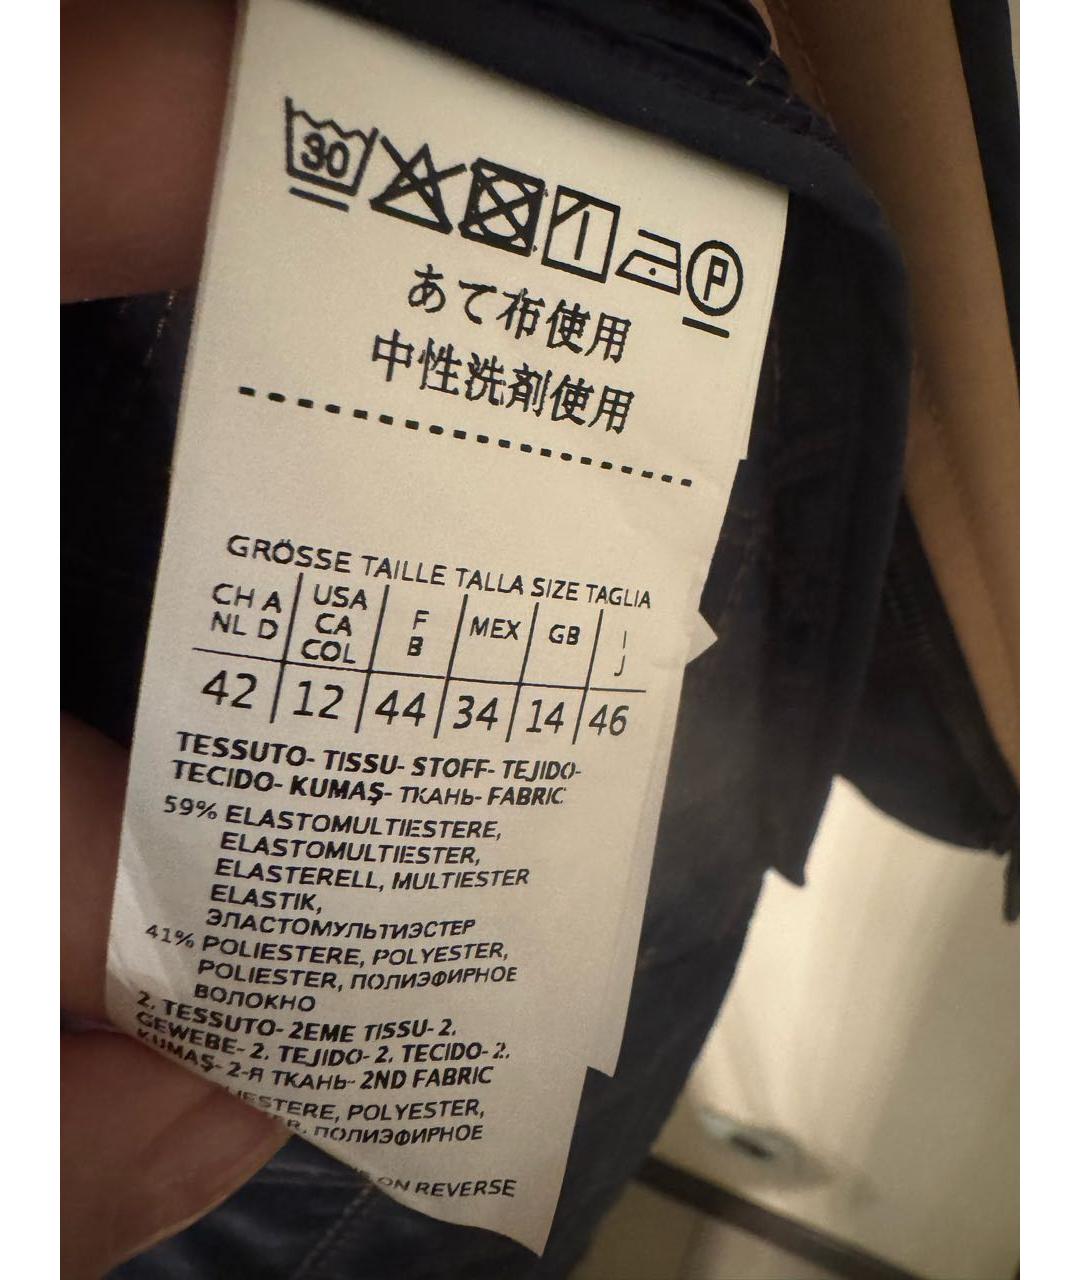 30
P
あて布使用
中性洗剤使用
GRÖSSE TAILLE TALLA SIZE TAGLIA
CH A NL D USA CA COL F B MEX GB I J
42 12 44 34 14 46
TESSUTO- TISSU- STOFF- TEJIDO-
TECIDO- KUMAŞ- ТКАНЬ- FABRIC
59% ELASTOMULTIESTERE,
ELASTOMULTIESTER,
ELASTERELL, MULTIESTER
ELASTIK,
ЭЛАСТОМУЛЬТИЭСТЕР
41% POLIESTERE, POLYESTER,
POLIESTER, ПОЛИЭФИРНОЕ
ВОЛОКНО
2. TESSUTO- 2EME TISSU- 2.
GEWEBE- 2. TEJIDO- 2. TECIDO- 2.
KUMAŞ- 2-Я ТКАНЬ- 2ND FABRIC
POLYESTER,
ПОЛИЭФИРНОЕ
ON REVERSE